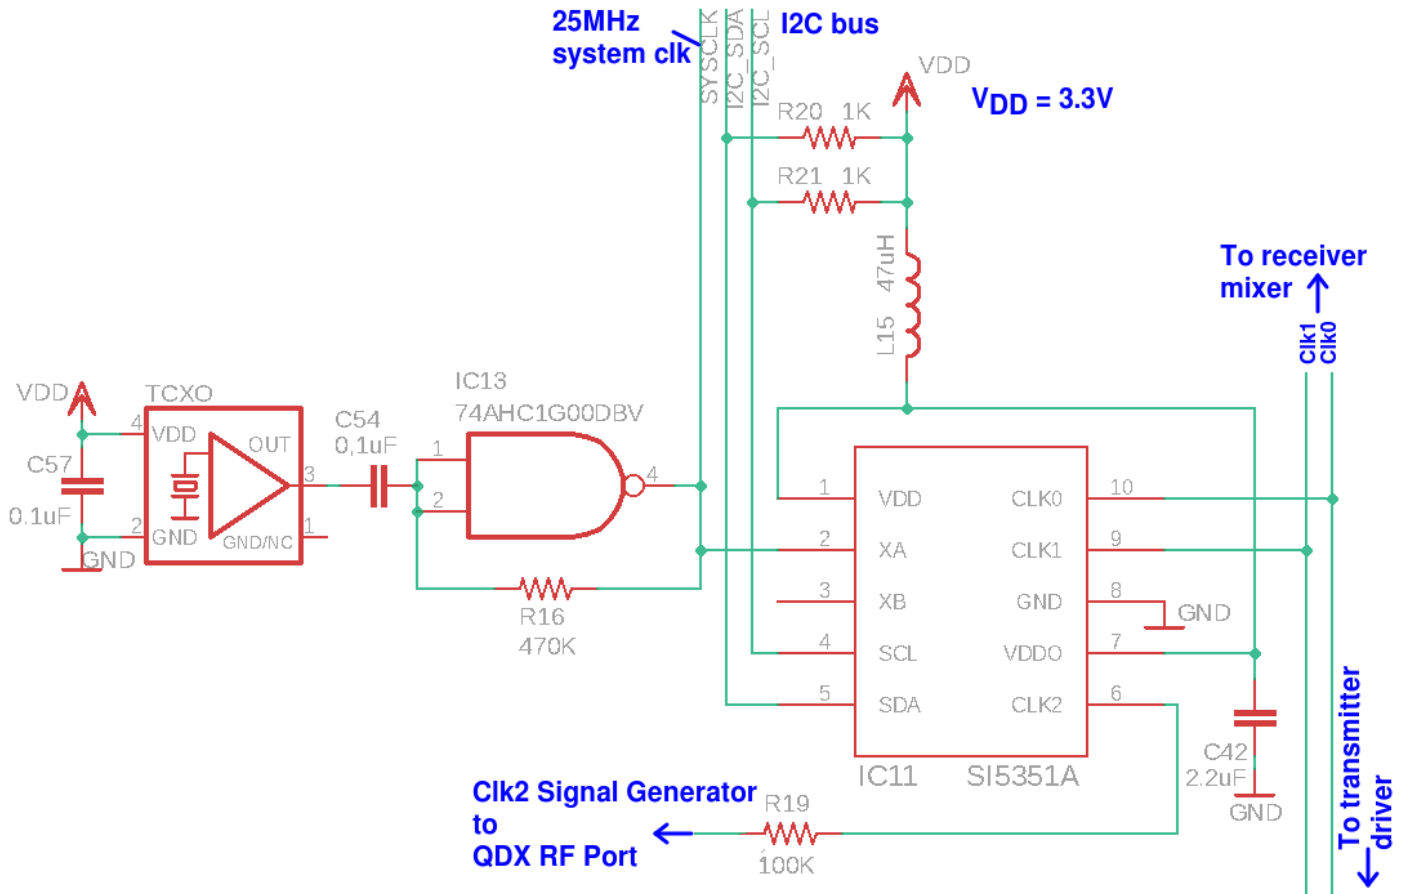 25MHz
system clk
SYSCLK
I2C_SDA
I2C_SCL
I2C bus
VDD
VDD = 3.3V
R20 1K
R21 1K
47uH
L15
To receiver
mixer
Clk1
Clk0
VDD
TCXO
4
VDD
OUT
3
C57
0.1uF
2
GND
GND/NC
1
GND
C54
0,1uF
IC13
74AHC1G00DBV
1
2
4
R16
470K
1
VDD
CLK0
10
2
XA
CLK1
9
3
XB
GND
8
GND
4
SCL
VDDO
7
5
SDA
CLK2
6
IC11
SI5351A
C42
2.2uF
GND
To transmitter
driver
Clk2 Signal Generator
to
QDX RF Port
R19
100K